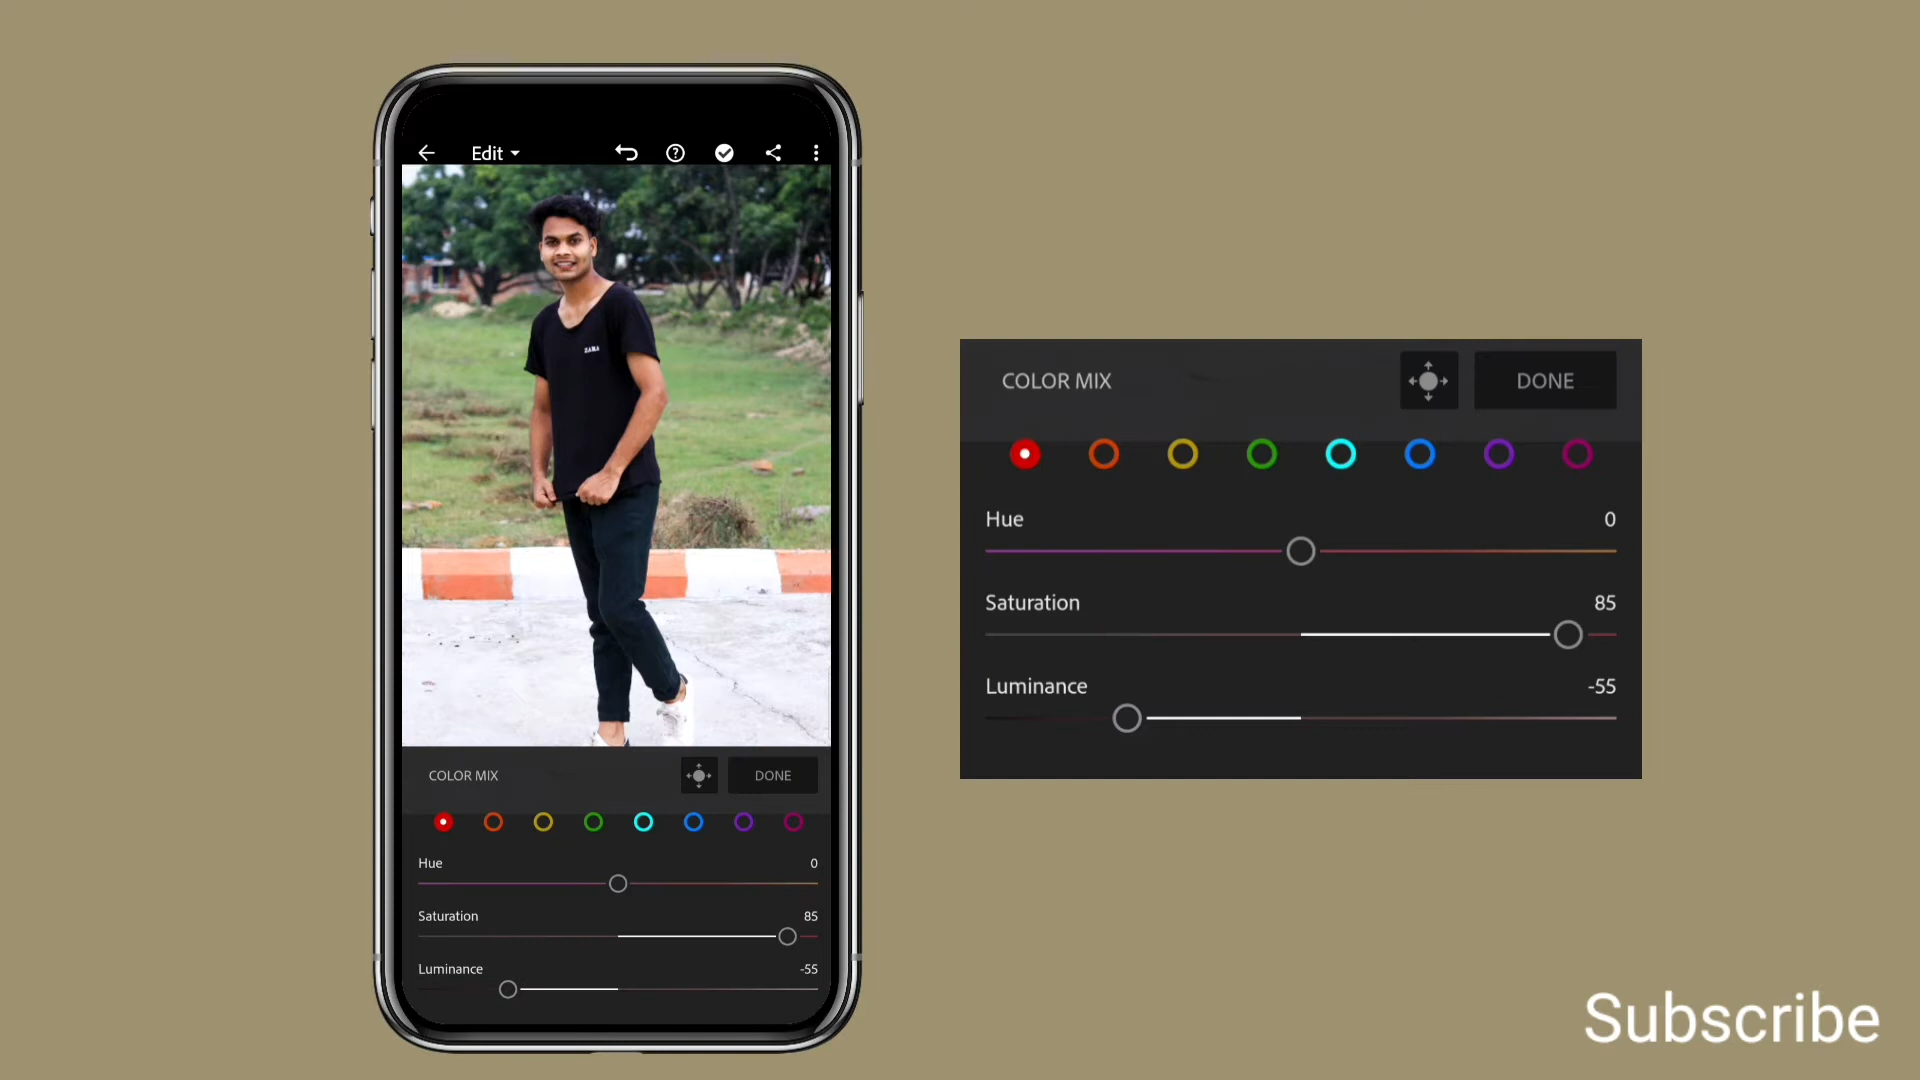 Edit
ZARA
COLOR MIX
DONE
Hue
0
Saturation
85
Luminance
-55
COLOR MIX
DONE
Hue
0
Saturation
85
Luminance
-55
Subscribe